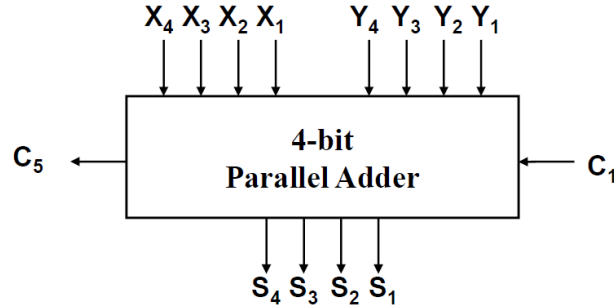 X₄ X₃ X₂ X₁ Y₄ Y₃ Y₂ Y₁
4-bit
Parallel Adder
C₅
C₁
S₄ S₃ S₂ S₁